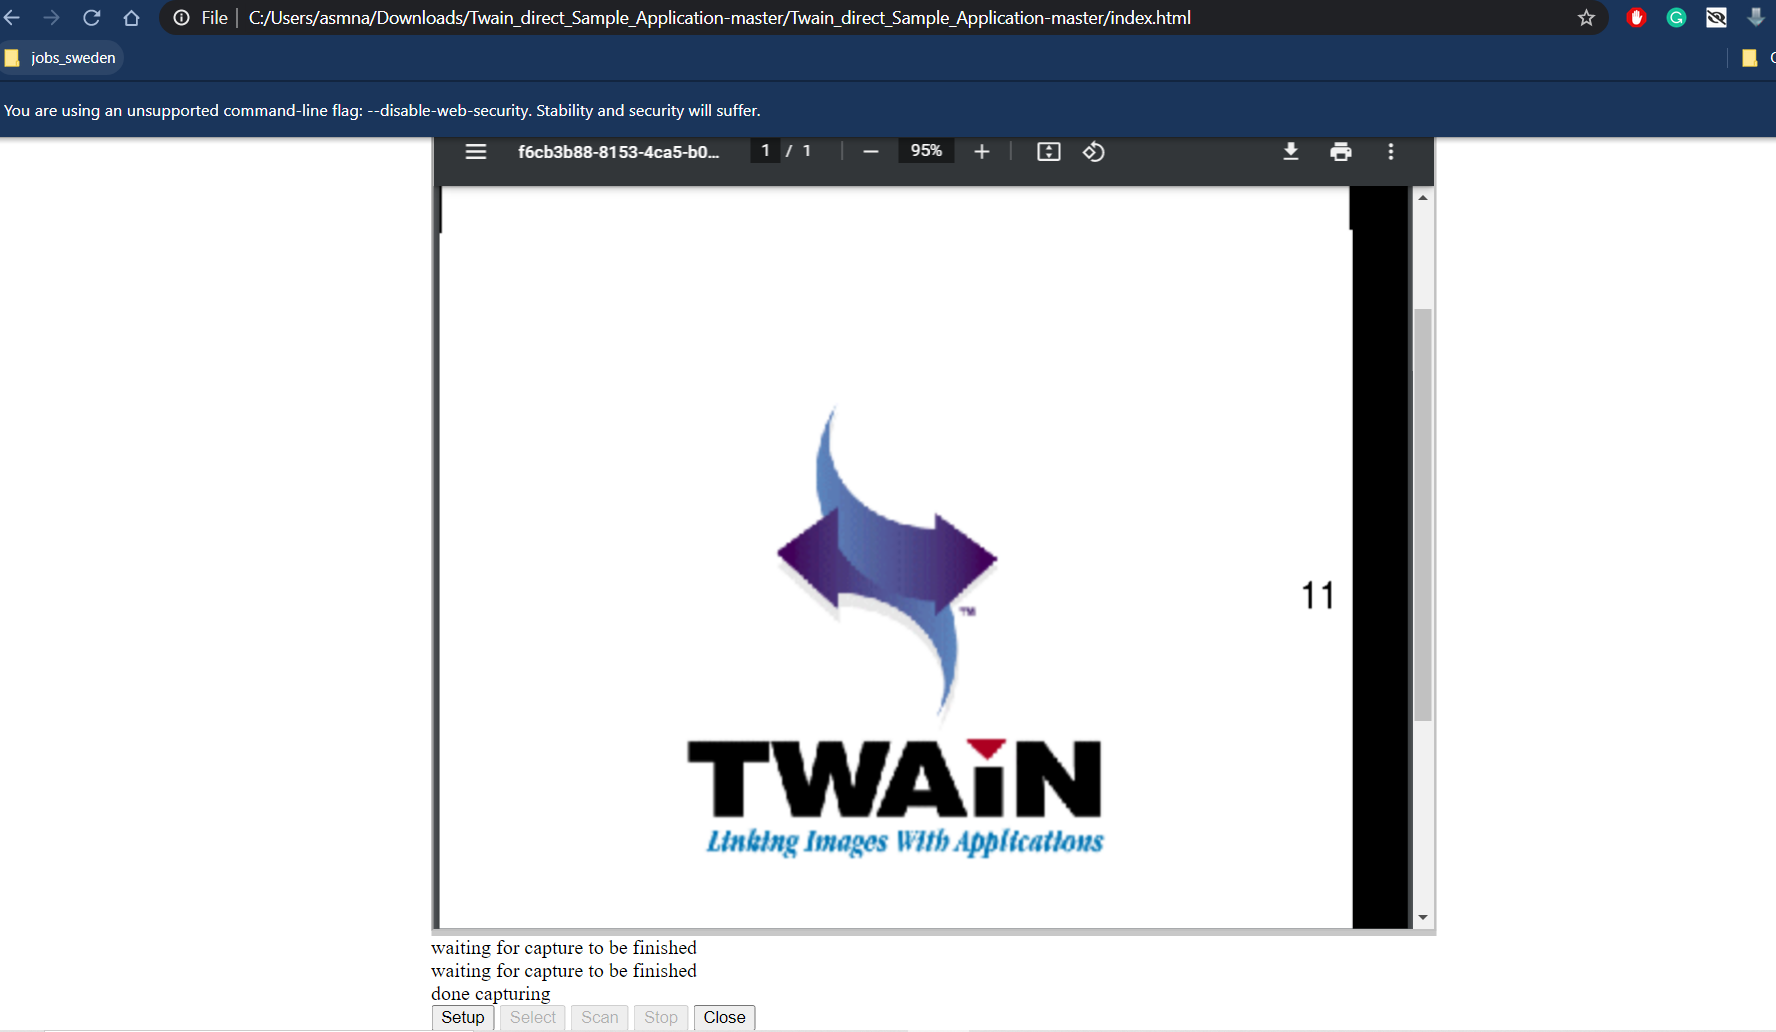 File C:/Users/asmna/Downloads/Twain_direct_Sample_Application-master/Twain_direct_Sample_Application-master/index.html
jobs_sweden
You are using an unsupported command-line flag: --disable-web-security. Stability and security will suffer.
f6cb3b88-8153-4ca5-b0... 1 / 1 95%
11
TM
TWAiN
Linking Images With Applications
waiting for capture to be finished
waiting for capture to be finished
done capturing
Setup Select Scan Stop Close